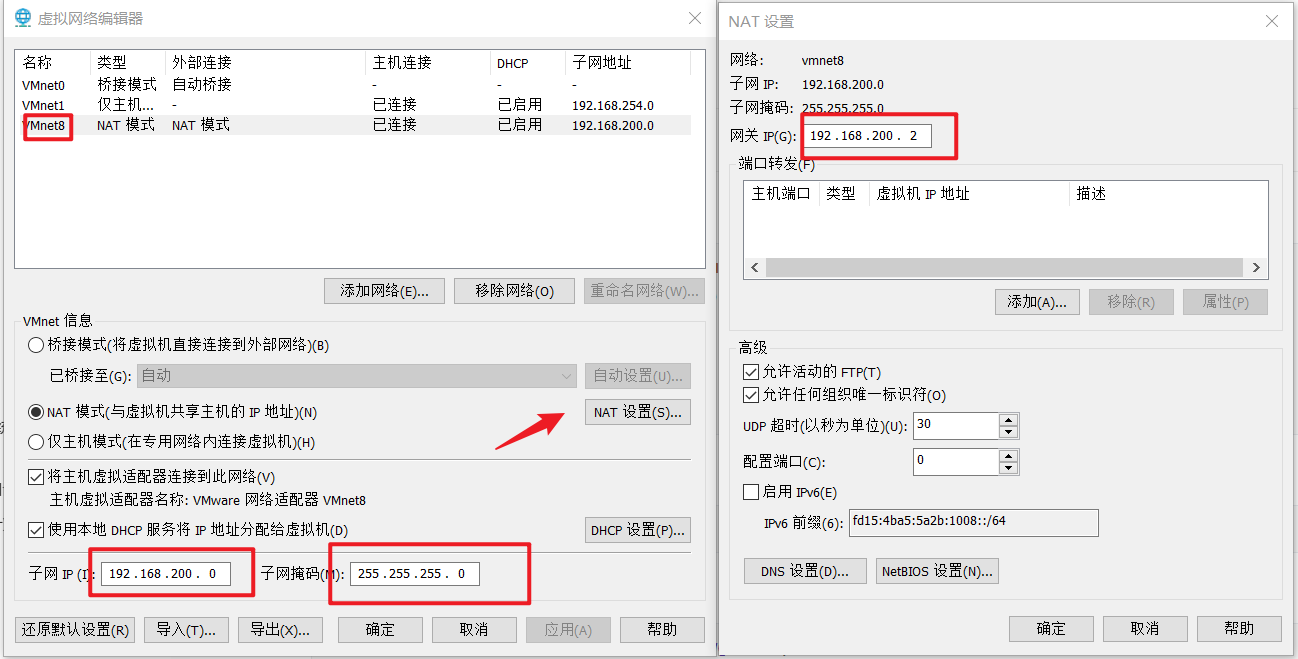 虚拟网络编辑器
名称 类型 外部连接 主机连接 DHCP 子网地址
VMnet0 桥接模式 自动桥接 - - -
VMnet1 仅主机... - 已连接 已启用 192.168.254.0
VMnet8 NAT 模式 NAT 模式 已连接 已启用 192.168.200.0
添加网络(E)... 移除网络(O) 重命名网络(W)...
VMnet 信息
桥接模式(将虚拟机直接连接到外部网络)(B)
已桥接至(G): 自动 自动设置(U)...
NAT 模式(与虚拟机共享主机的 IP 地址)(N) NAT 设置(S)...
仅主机模式(在专用网络内连接虚拟机)(H)
将主机虚拟适配器连接到此网络(V)
主机虚拟适配器名称: VMware 网络适配器 VMnet8
使用本地 DHCP 服务将 IP 地址分配给虚拟机(D) DHCP 设置(P)...
子网 IP (I): 192 . 168 . 200 . 0 子网掩码(M): 255 . 255 . 255 . 0
还原默认设置(R) 导入(T)... 导出(X)... 确定 取消 应用(A) 帮助
NAT 设置
网络: vmnet8
子网 IP: 192.168.200.0
子网掩码: 255.255.255.0
网关 IP(G): 192 . 168 . 200 . 2
端口转发(F)
主机端口 类型 虚拟机 IP 地址 描述
添加(A)... 移除(R) 属性(P)
高级
允许活动的 FTP(T)
允许任何组织唯一标识符(O)
UDP 超时(以秒为单位)(U): 30
配置端口(C): 0
启用 IPv6(E)
IPv6 前缀(6): fd15:4ba5:5a2b:1008::/64
DNS 设置(D)... NetBIOS 设置(N)...
确定 取消 帮助